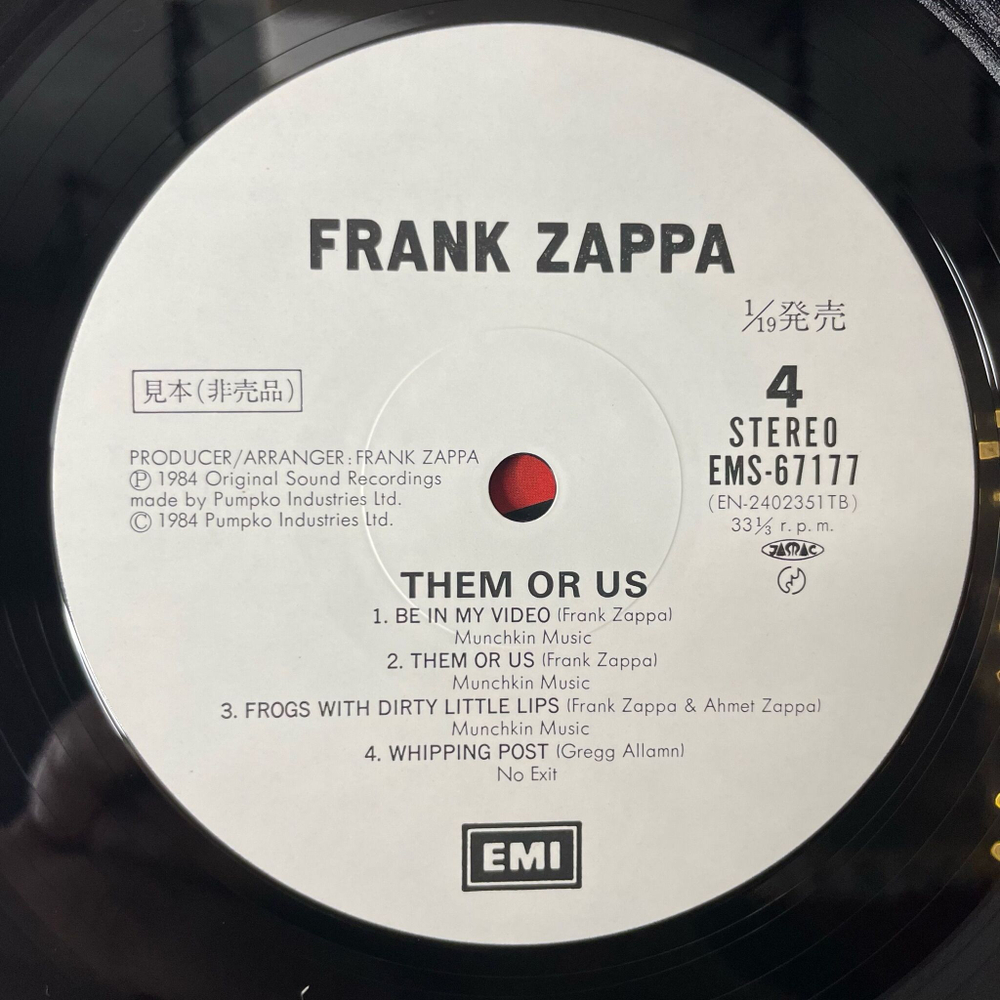 FRANK ZAPPA
1/19発売
見本(非売品)
4
STEREO
EMS-67177
(EN-2402351TB)
33⅓ r.p.m.
JASRAC
PRODUCER/ARRANGER: FRANK ZAPPA
Ⓟ 1984 Original Sound Recordings
made by Pumpko Industries Ltd.
© 1984 Pumpko Industries Ltd.
THEM OR US
1. BE IN MY VIDEO (Frank Zappa)
Munchkin Music
2. THEM OR US (Frank Zappa)
Munchkin Music
3. FROGS WITH DIRTY LITTLE LIPS (Frank Zappa & Ahmet Zappa)
Munchkin Music
4. WHIPPING POST (Gregg Allamn)
No Exit
EMI